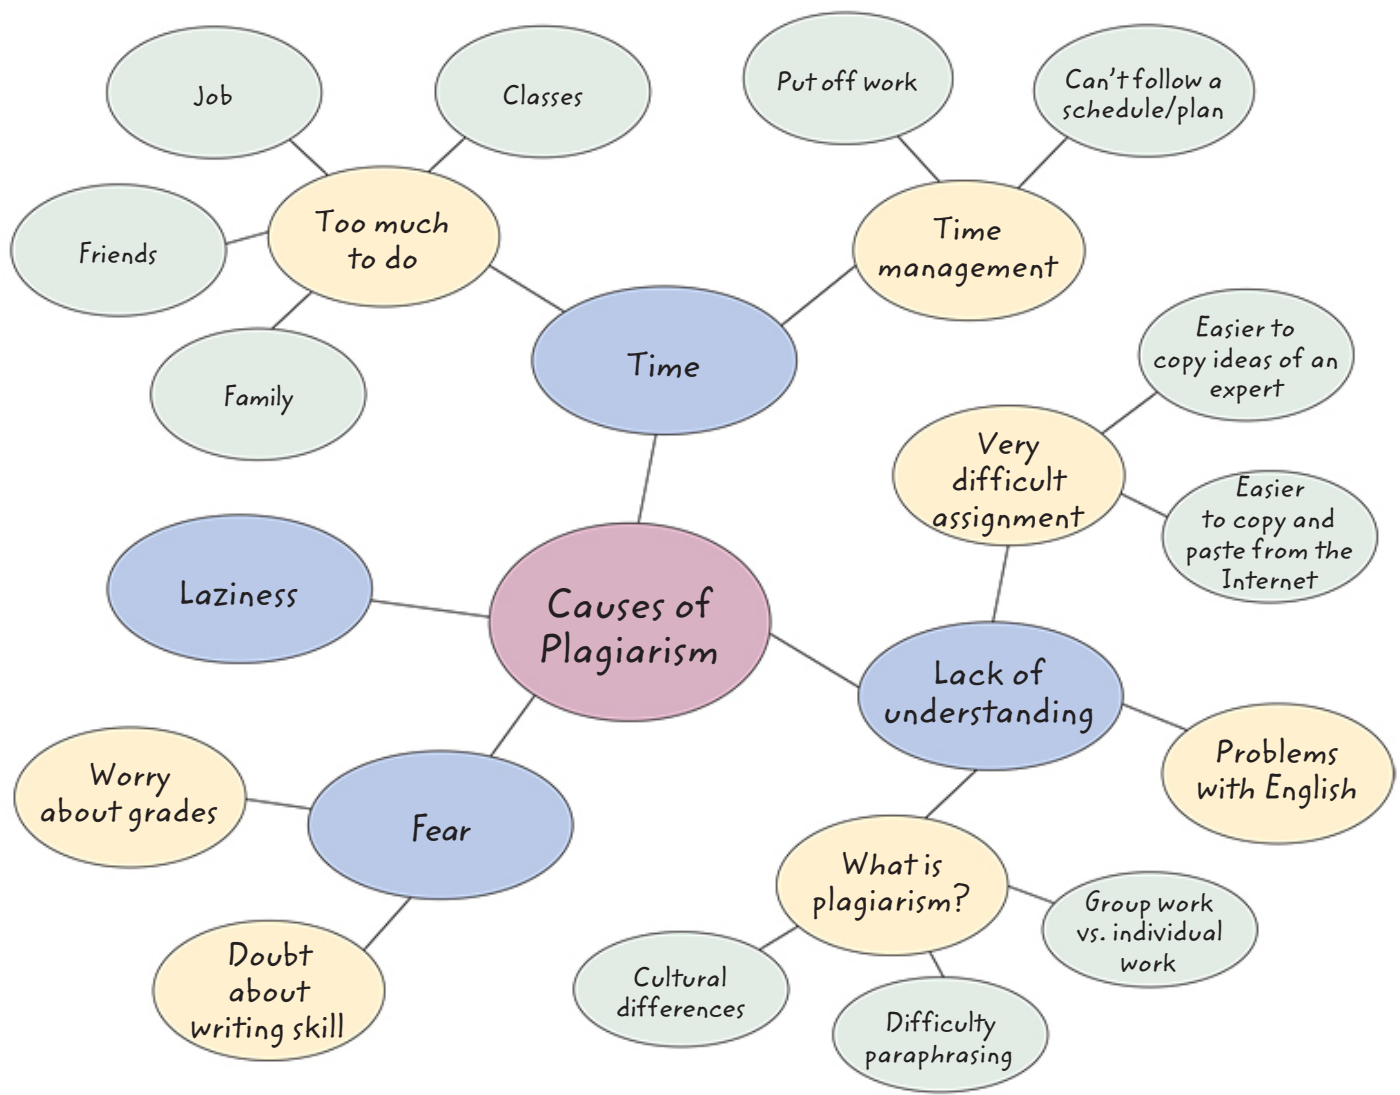 Job
Classes
Friends
Too much
to do
Family
Put off work
Can't follow a
schedule/plan
Time
management
Time
Easier to
copy ideas of an
expert
Very
difficult
assignment
Easier
to copy and
paste from the
Internet
Laziness
Causes of
Plagiarism
Lack of
understanding
Problems
with English
Worry
about grades
Fear
Doubt
about
writing skill
What is
plagiarism?
Group work
vs. individual
work
Cultural
differences
Difficulty
paraphrasing